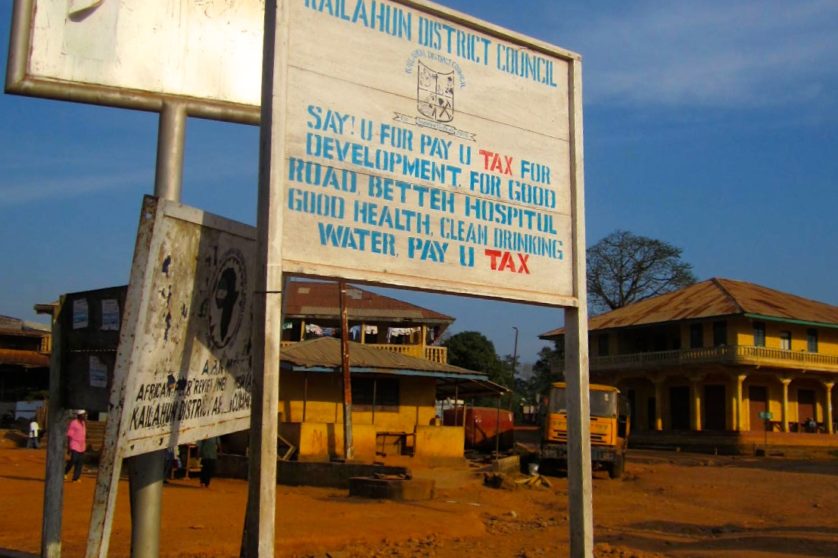 KAILAHUN DISTRICT COUNCIL
SAY! U FOR PAY U TAX FOR
DEVELOPMENT. FOR GOOD
ROAD, BETTEH HOSPITUL
GOOD HEALTH, CLEAN DRINKING
WATER, PAY U TAX
KAILAHUN DISTRICT